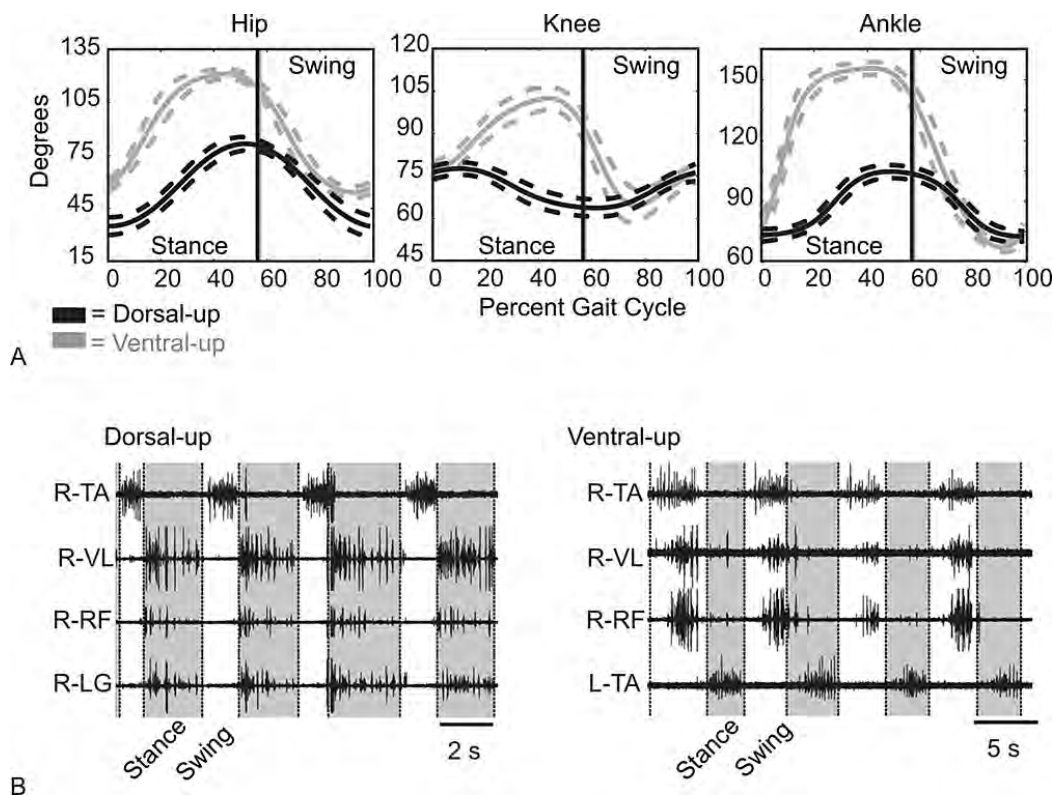 Hip Knee Ankle
135
105
75
45
15
Degrees
Swing
Stance
0 20 40 60 80 100
120
105
90
75
60
45
Swing
Stance
0 20 40 60 80 100
150
120
90
60
Swing
Stance
0 20 40 60 80 100
Percent Gait Cycle
= Dorsal-up
= Ventral-up
A
Dorsal-up
R-TA
R-VL
R-RF
R-LG
Stance
Swing
2 s
Ventral-up
R-TA
R-VL
R-RF
L-TA
Stance
Swing
5 s
B